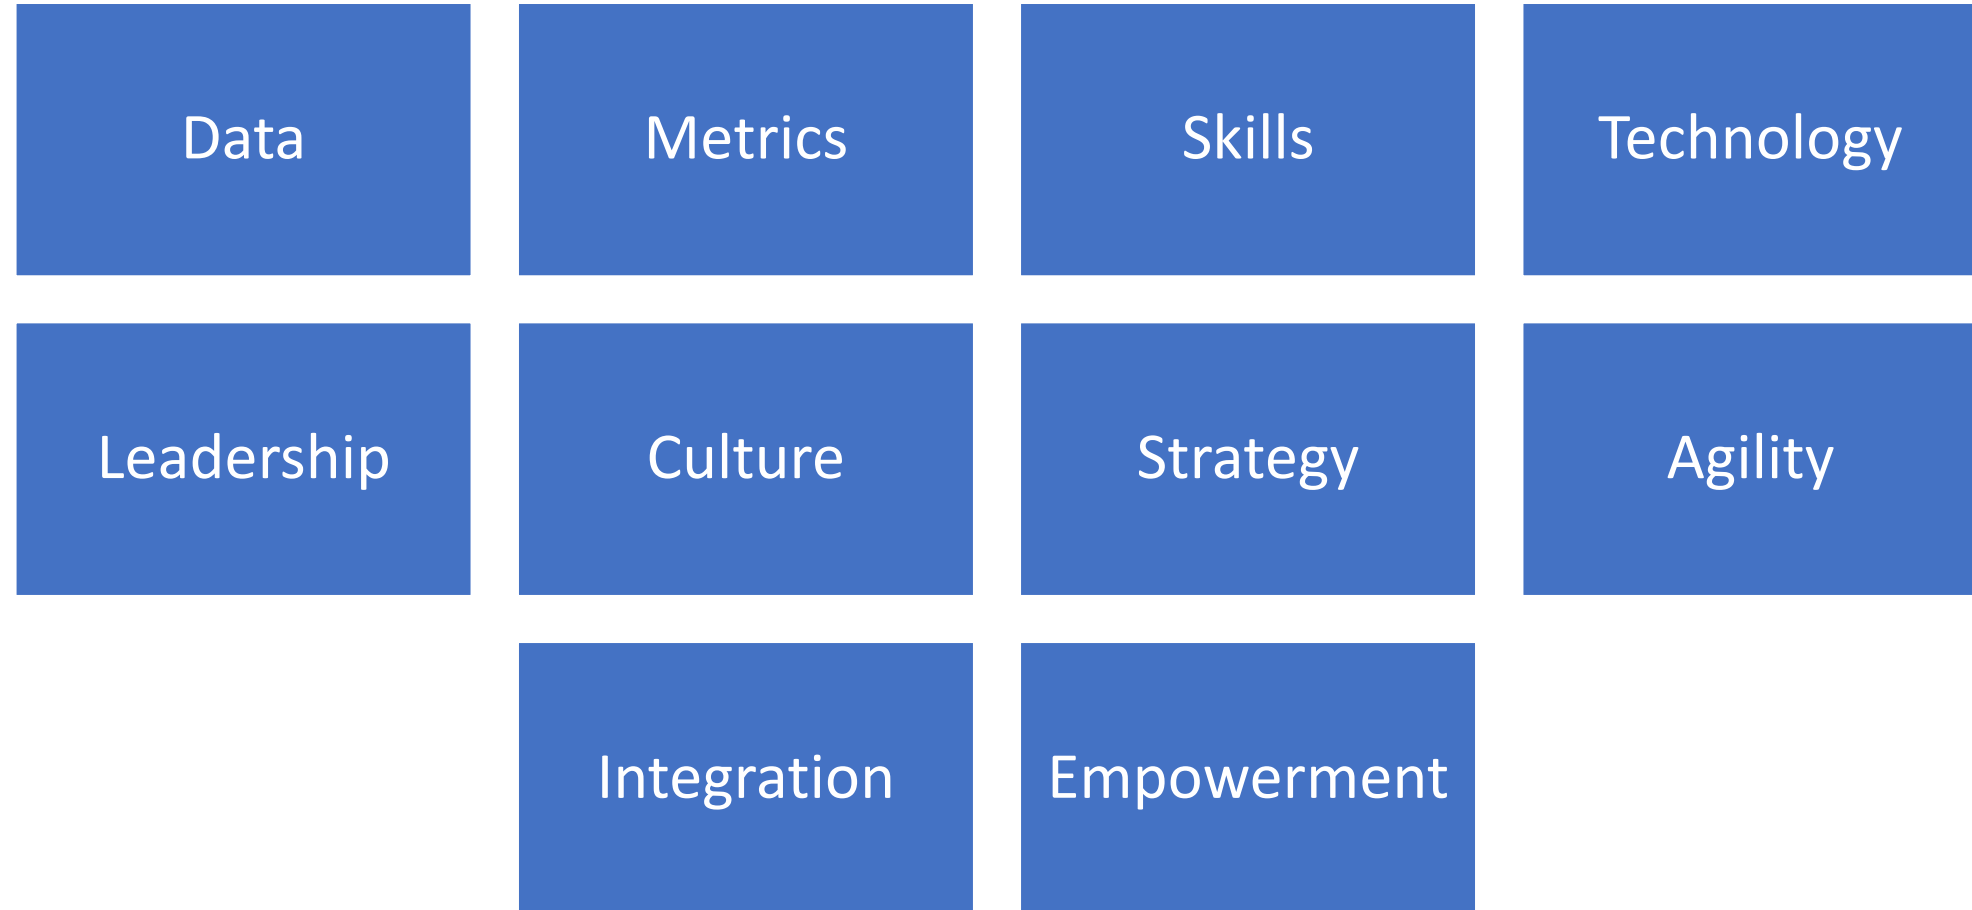 Data
Metrics
Skills
Technology
Leadership
Culture
Strategy
Agility
Integration
Empowerment